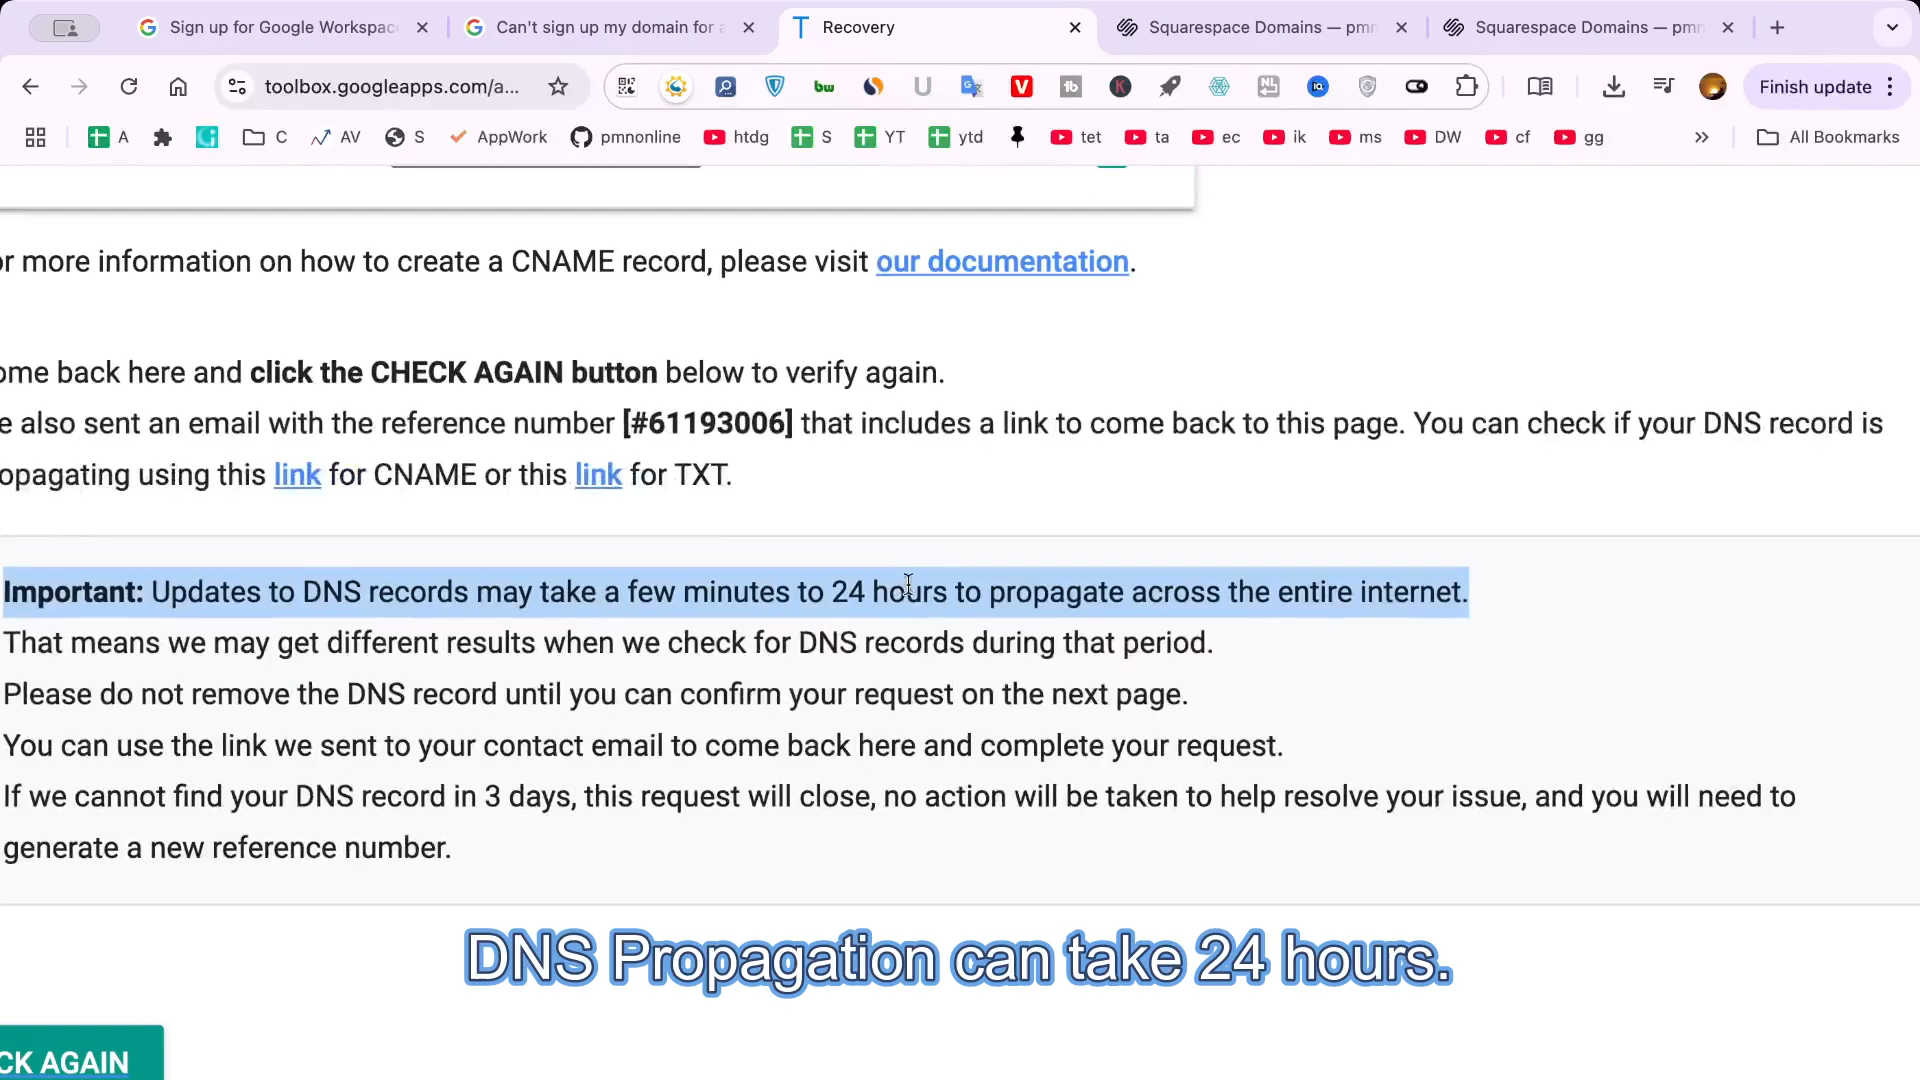 Sign up for Google Workspace
Can't sign up my domain for a
Recovery
Squarespace Domains — pmn
Squarespace Domains — pmn
toolbox.googleapps.com/a...
bw
U
V
tb
K
NL
IQ
Finish update
A
C
AV
S
AppWork
pmnonline
htdg
S
YT
ytd
tet
ta
ec
ik
ms
DW
cf
gg
All Bookmarks
or more information on how to create a CNAME record, please visit our documentation.
ome back here and click the CHECK AGAIN button below to verify again.
e also sent an email with the reference number [#61193006] that includes a link to come back to this page. You can check if your DNS record is
opagating using this link for CNAME or this link for TXT.
Important: Updates to DNS records may take a few minutes to 24 hours to propagate across the entire internet.
That means we may get different results when we check for DNS records during that period.
Please do not remove the DNS record until you can confirm your request on the next page.
You can use the link we sent to your contact email to come back here and complete your request.
If we cannot find your DNS record in 3 days, this request will close, no action will be taken to help resolve your issue, and you will need to
generate a new reference number.
DNS Propagation can take 24 hours.
CK AGAIN